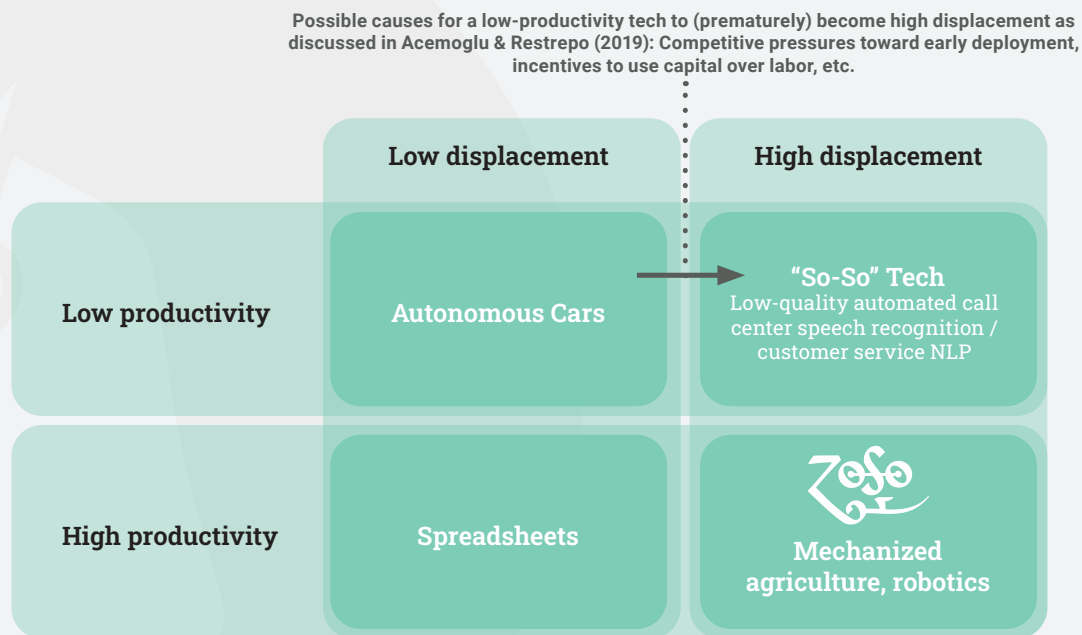 Possible causes for a low-productivity tech to (prematurely) become high displacement as
discussed in Acemoglu & Restrepo (2019): Competitive pressures toward early deployment,
incentives to use capital over labor, etc.
Low displacement
High displacement
Low productivity
Autonomous Cars
“So-So” Tech
Low-quality automated call
center speech recognition /
customer service NLP
High productivity
Spreadsheets
ZOSO
Mechanized
agriculture, robotics